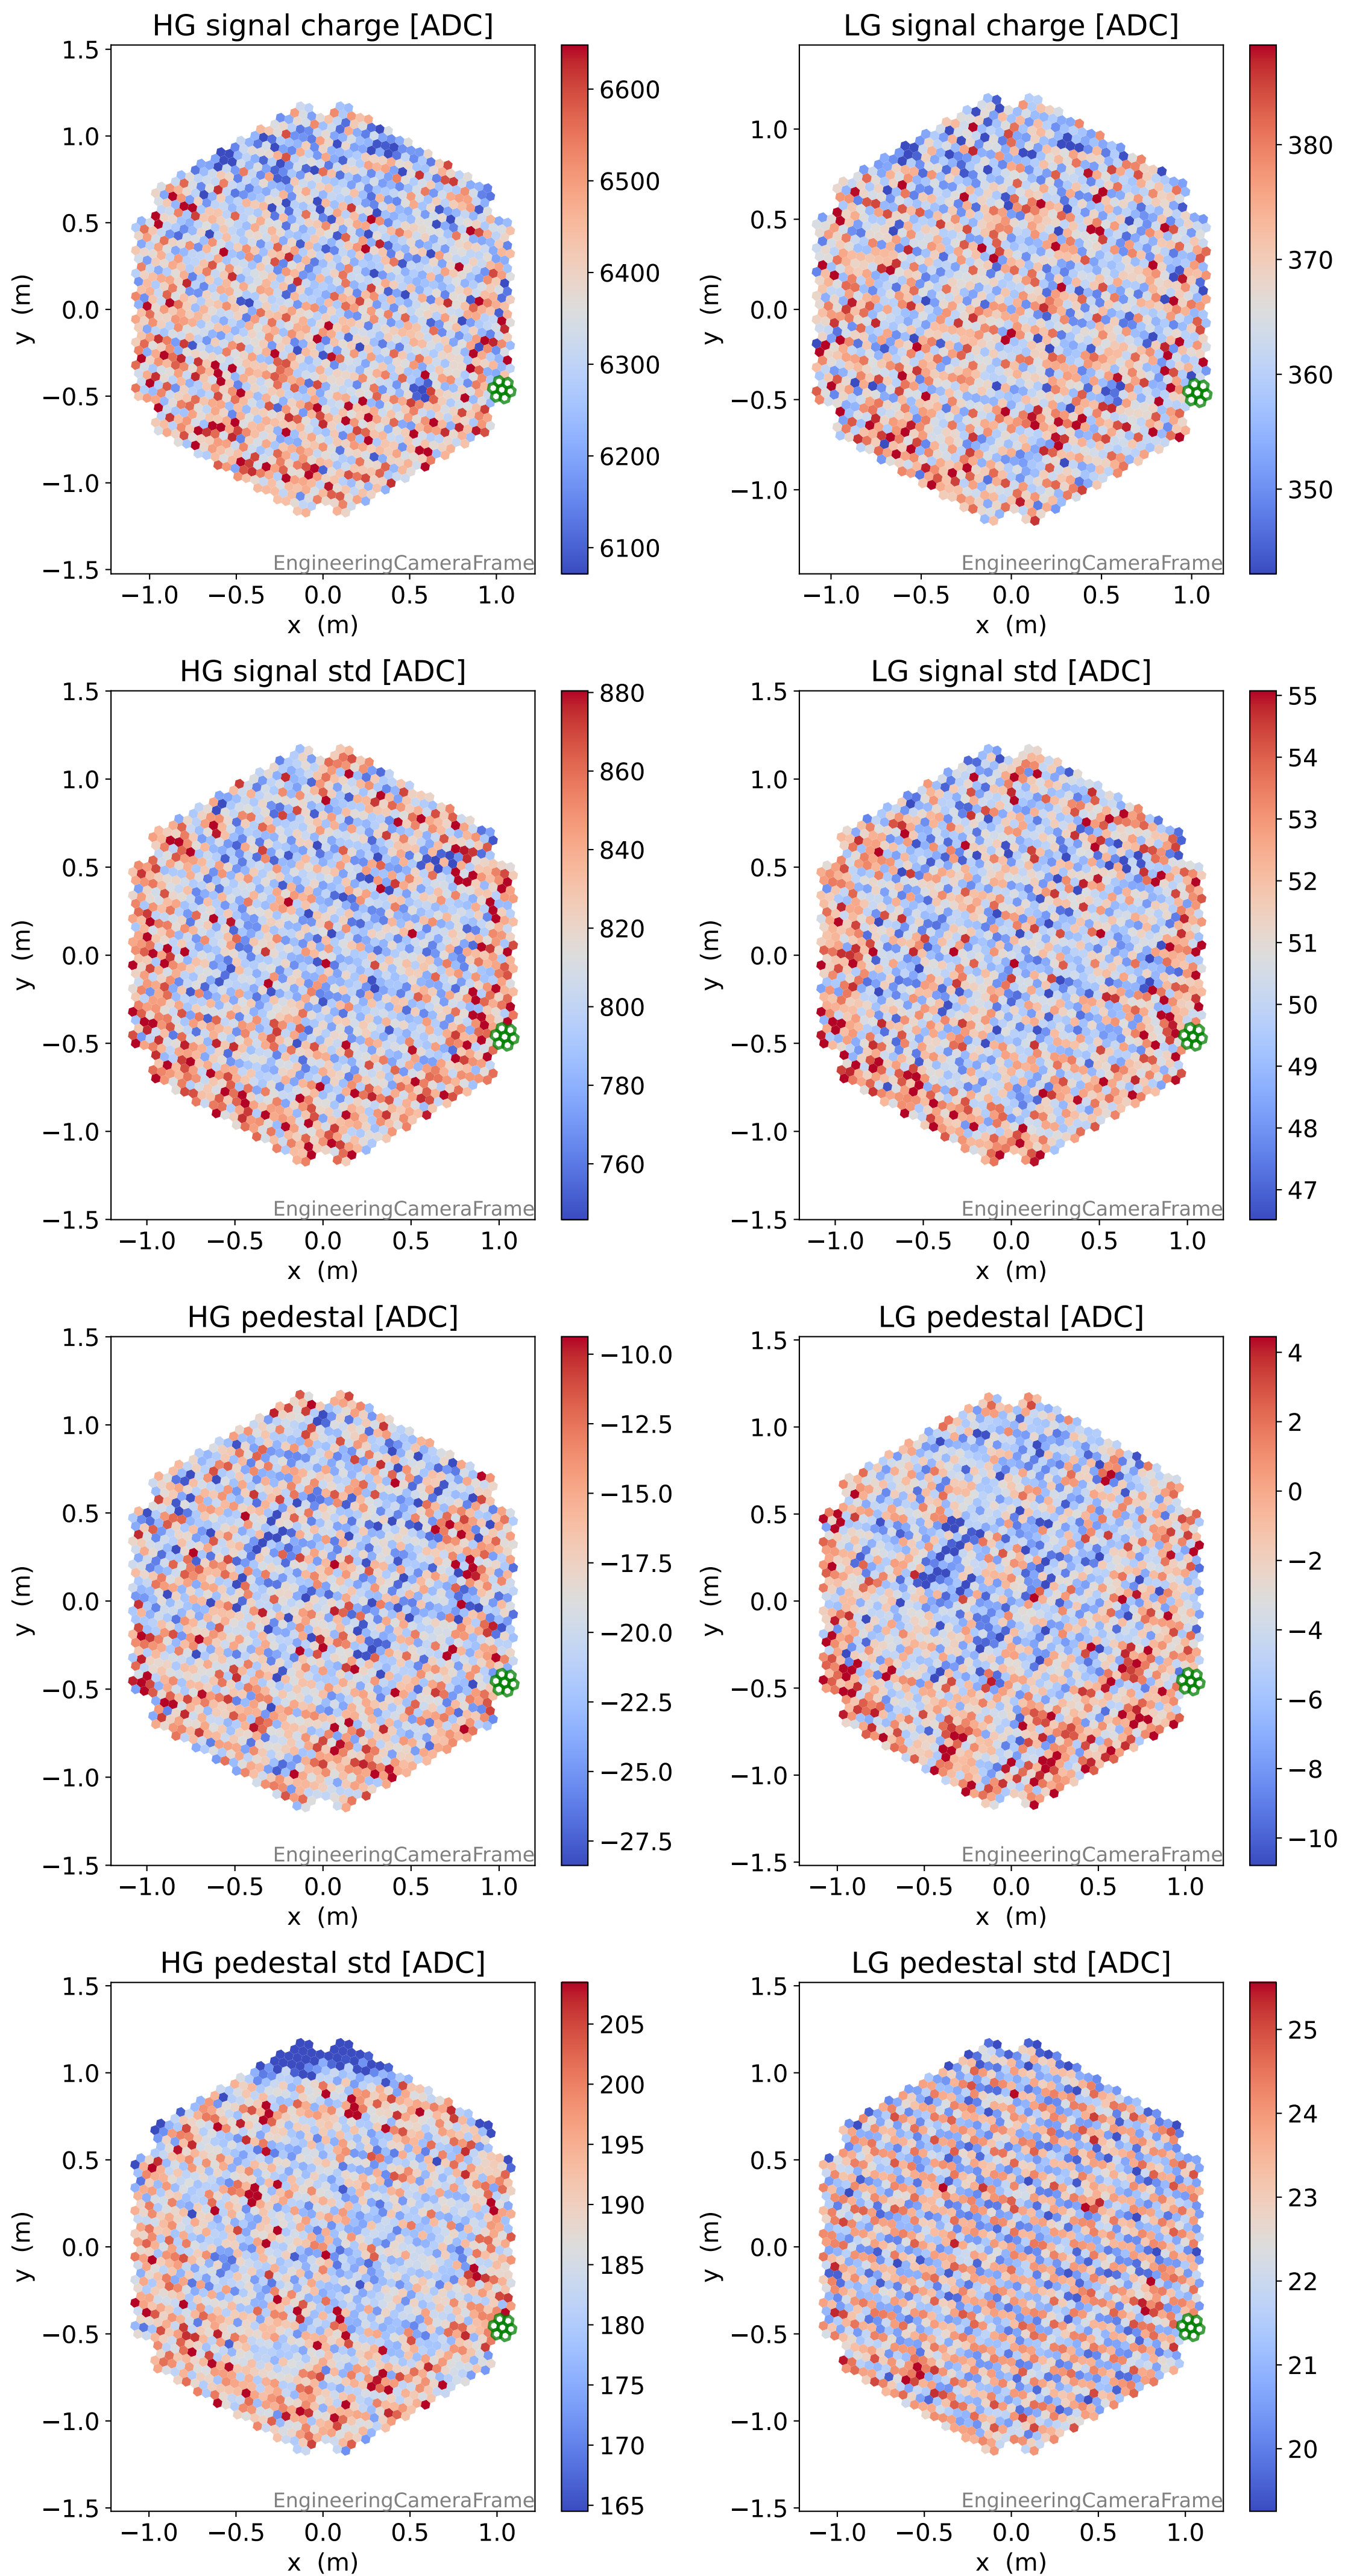 HG signal charge [ADC]
1.5
1.0
0.5
0.0
−0.5
−1.0
−1.5
y (m)
−1.0 −0.5 0.0 0.5 1.0
x (m)
EngineeringCameraFrame
6600
6500
6400
6300
6200
6100
LG signal charge [ADC]
1.0
0.5
0.0
−0.5
−1.0
y (m)
−1.0 −0.5 0.0 0.5 1.0
x (m)
EngineeringCameraFrame
380
370
360
350
HG signal std [ADC]
1.5
1.0
0.5
0.0
−0.5
−1.0
−1.5
y (m)
−1.0 −0.5 0.0 0.5 1.0
x (m)
EngineeringCameraFrame
880
860
840
820
800
780
760
LG signal std [ADC]
1.5
1.0
0.5
0.0
−0.5
−1.0
−1.5
y (m)
−1.0 −0.5 0.0 0.5 1.0
x (m)
EngineeringCameraFrame
55
54
53
52
51
50
49
48
47
HG pedestal [ADC]
1.5
1.0
0.5
0.0
−0.5
−1.0
−1.5
y (m)
−1.0 −0.5 0.0 0.5 1.0
x (m)
EngineeringCameraFrame
−10.0
−12.5
−15.0
−17.5
−20.0
−22.5
−25.0
−27.5
LG pedestal [ADC]
1.5
1.0
0.5
0.0
−0.5
−1.0
−1.5
y (m)
−1.0 −0.5 0.0 0.5 1.0
x (m)
EngineeringCameraFrame
4
2
0
−2
−4
−6
−8
−10
HG pedestal std [ADC]
1.5
1.0
0.5
0.0
−0.5
−1.0
−1.5
y (m)
−1.0 −0.5 0.0 0.5 1.0
x (m)
EngineeringCameraFrame
205
200
195
190
185
180
175
170
165
LG pedestal std [ADC]
1.5
1.0
0.5
0.0
−0.5
−1.0
−1.5
y (m)
−1.0 −0.5 0.0 0.5 1.0
x (m)
EngineeringCameraFrame
25
24
23
22
21
20